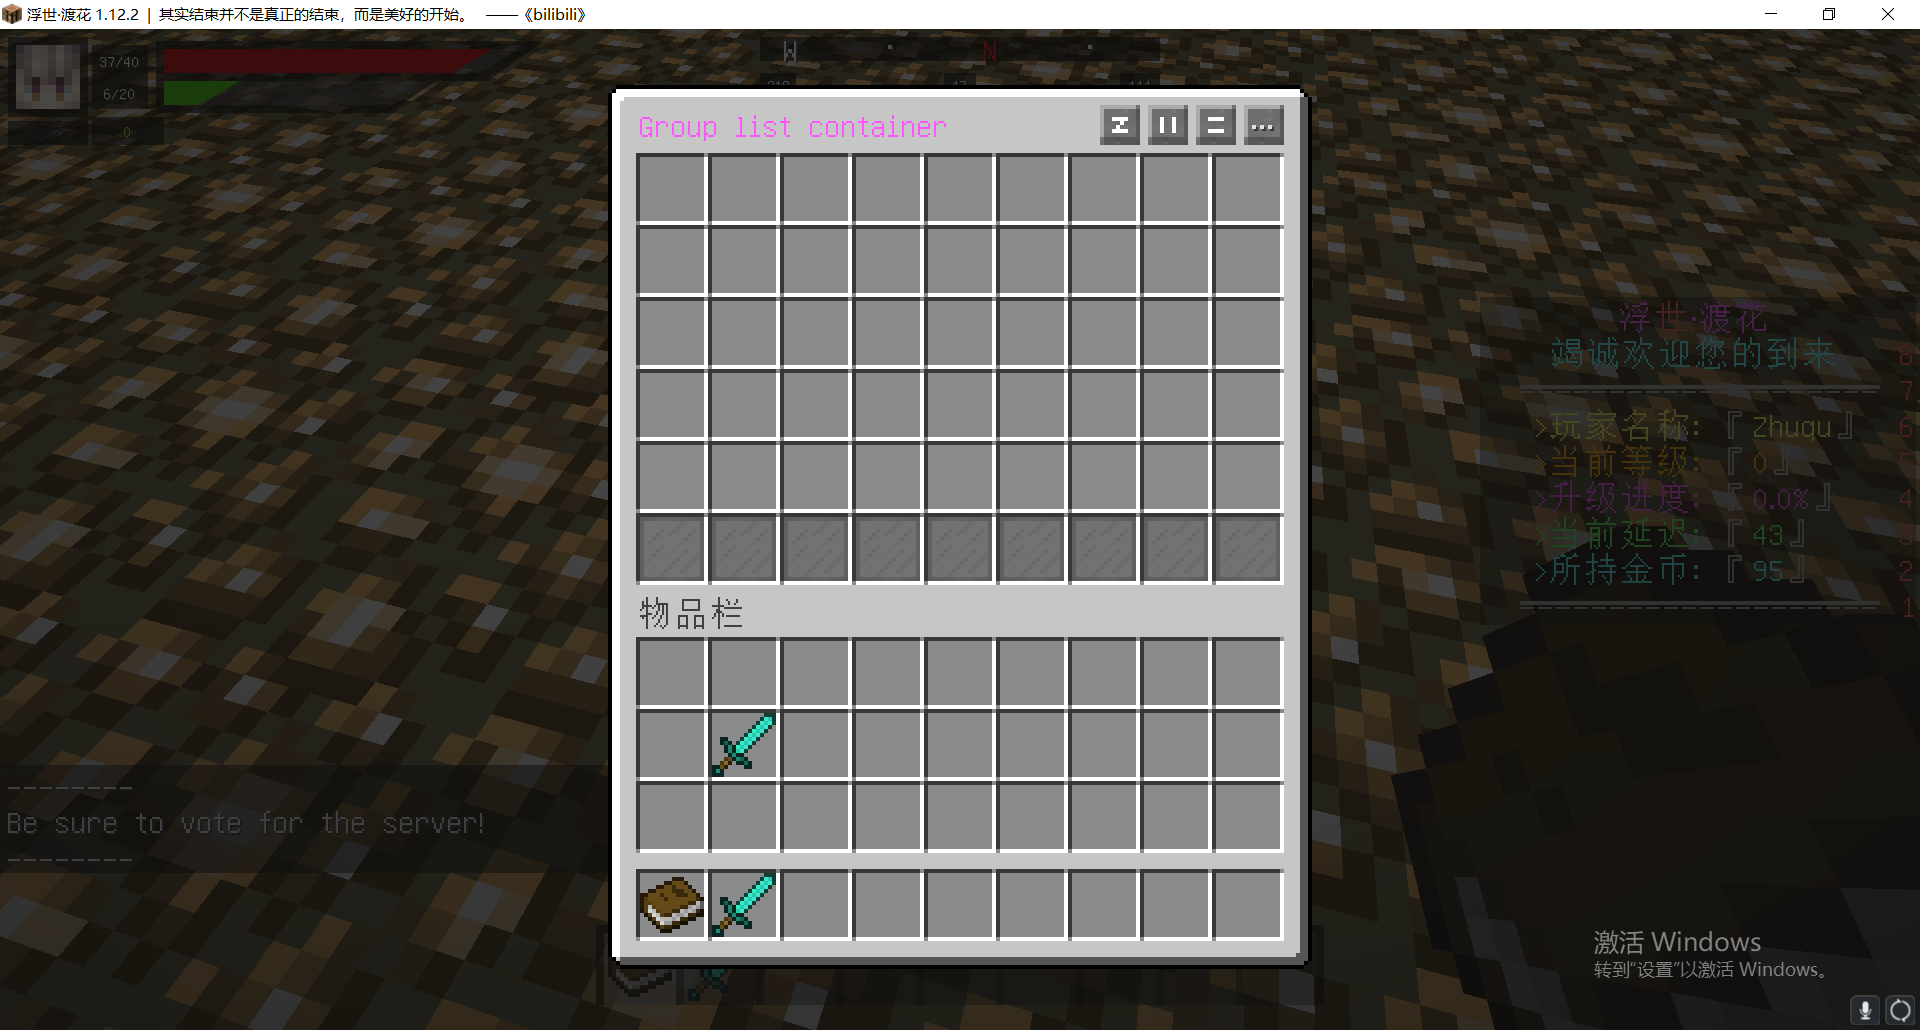 浮世·渡花 1.12.2 | 其实结束并不是真正的结束，而是美好的开始。 ——《bilibili》
37/40
6/20
0
W
N
Group list container
浮世·渡花
竭诚欢迎您的到来 8
7
>玩家名称:『 Zhuqu 』 6
>当前等级:『 0 』 5
>升级进度:『 0.0% 』 4
>当前延迟:『 43 』 3
>所持金币:『 95 』 2
1
物品栏
--------
Be sure to vote for the server!
--------
激活 Windows
转到“设置”以激活 Windows。